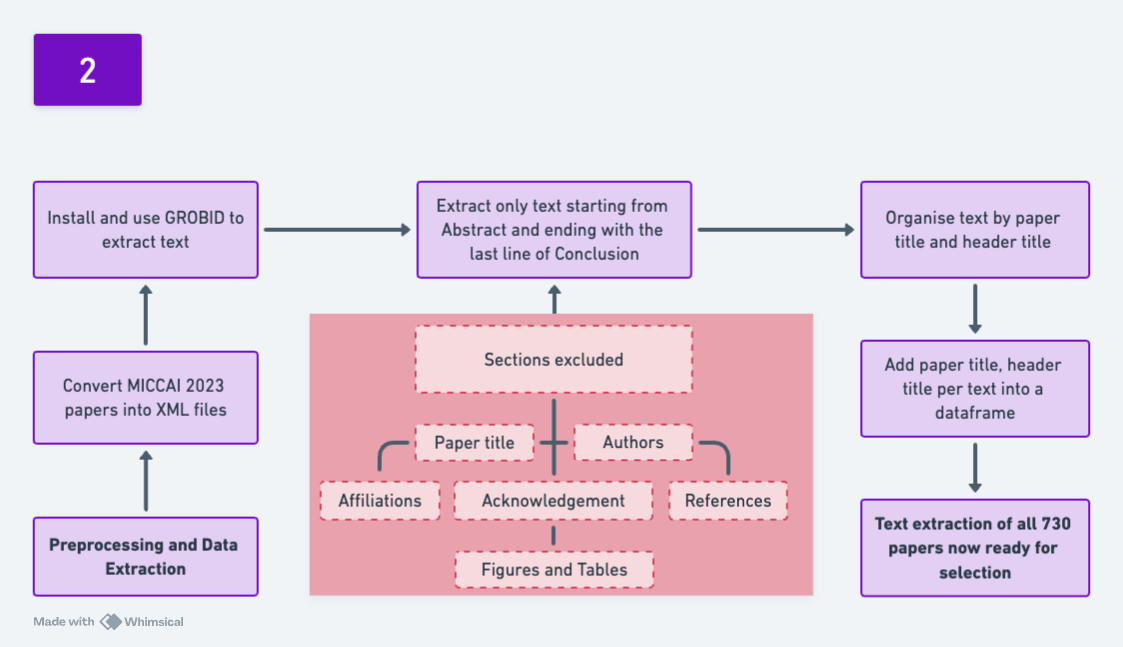 2
Install and use GROBID to
extract text
Extract only text starting from
Abstract and ending with the
last line of Conclusion
Organise text by paper
title and header title
Convert MICCAI 2023
papers into XML files
Sections excluded
Add paper title, header
title per text into a
dataframe
Paper title
Authors
Affiliations
Acknowledgement
References
Preprocessing and Data
Extraction
Figures and Tables
Text extraction of all 730
papers now ready for
selection
Made with Whimsical